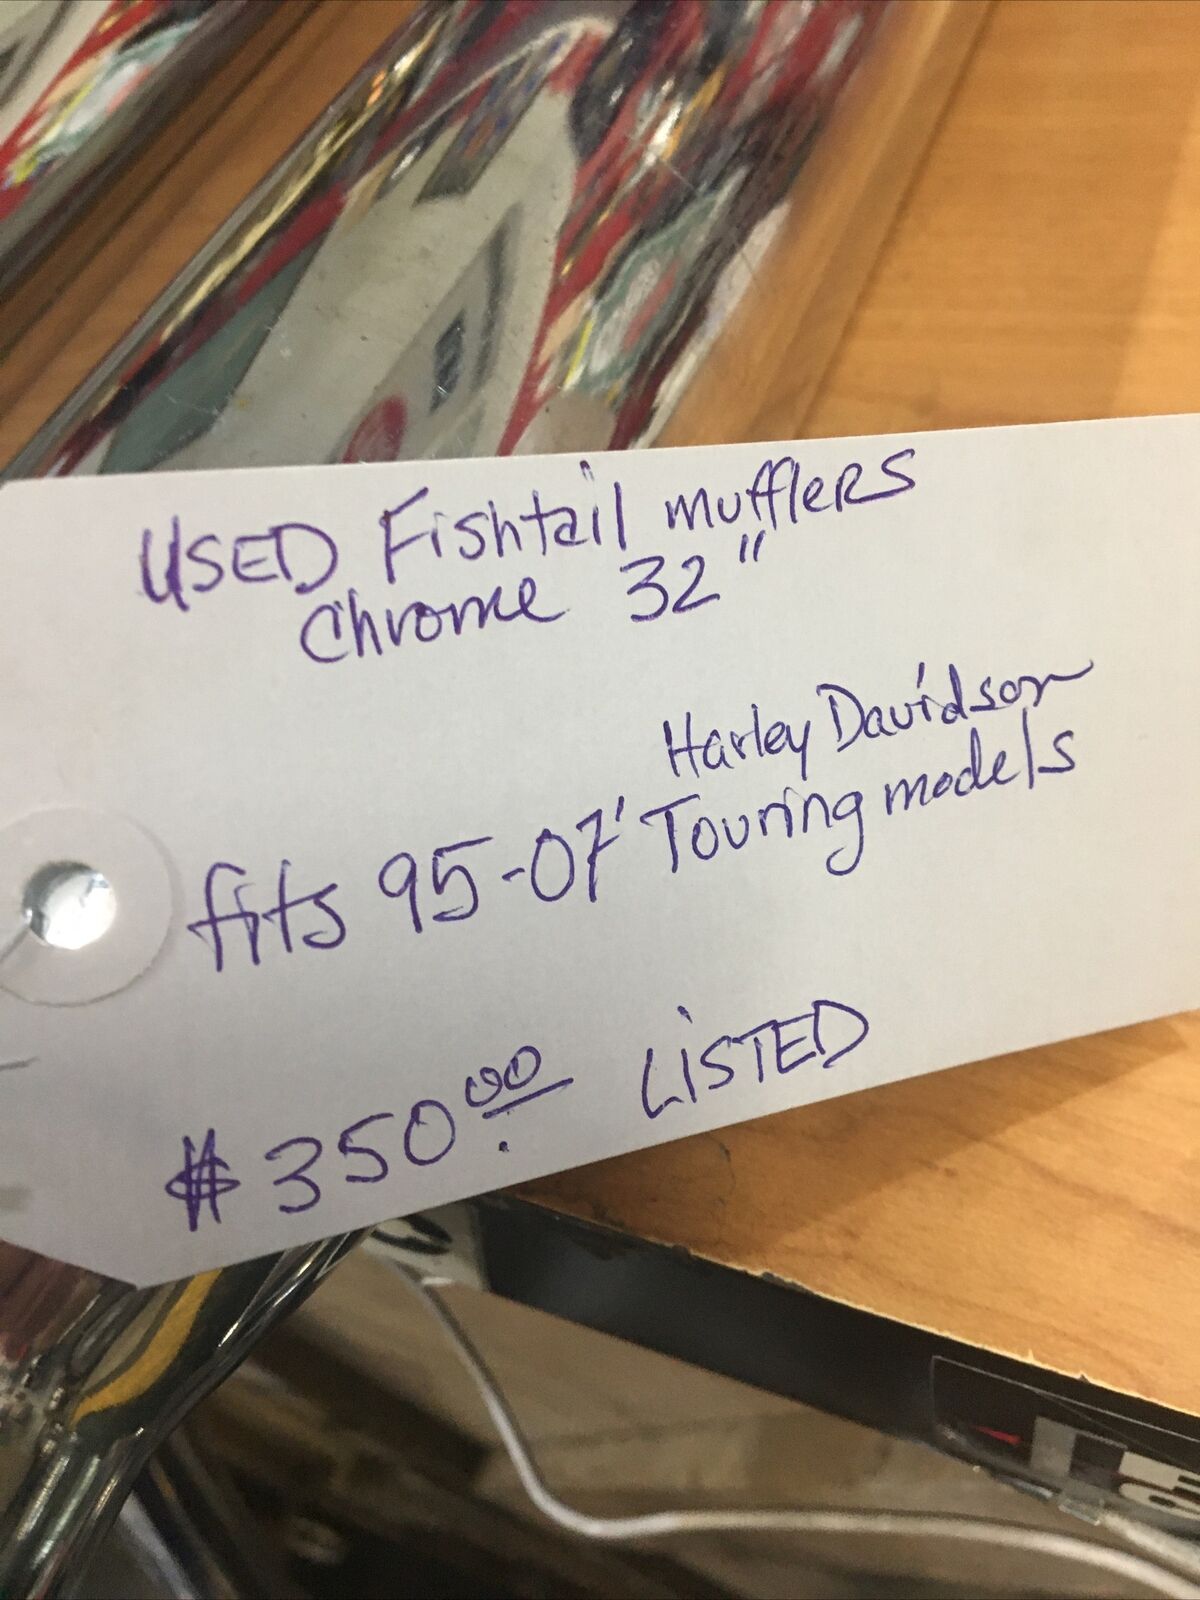 USED Fishtail mufflers
Chrome 32"
Harley Davidson
fits 95-07' Touring models
$350.00 LiSTED